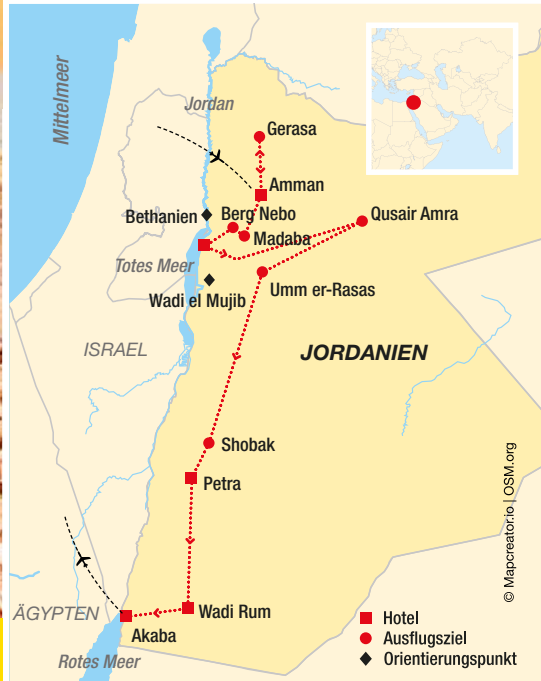 Mittelmeer
Jordan
Gerasa
Amman
Bethanien
Berg Nebo
Qusair Amra
Madaba
Totes Meer
Umm er-Rasas
Wadi el Mujib
ISRAEL
JORDANIEN
Shobak
Petra
© Mapcreator.io | OSM.org
ÄGYPTEN
Wadi Rum
Akaba
Rotes Meer
Hotel
Ausflugsziel
Orientierungspunkt